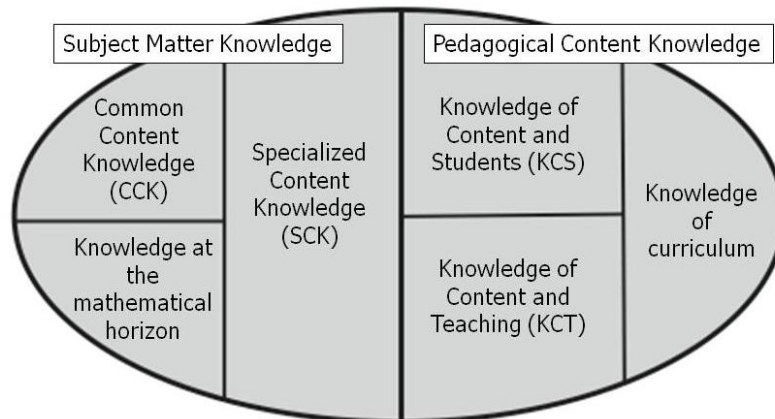 Subject Matter Knowledge
Pedagogical Content Knowledge
Common
Content
Knowledge
(CCK)
Knowledge at
the
mathematical
horizon
Specialized
Content
Knowledge
(SCK)
Knowledge of
Content and
Students (KCS)
Knowledge of
Content and
Teaching (KCT)
Knowledge
of
curriculum